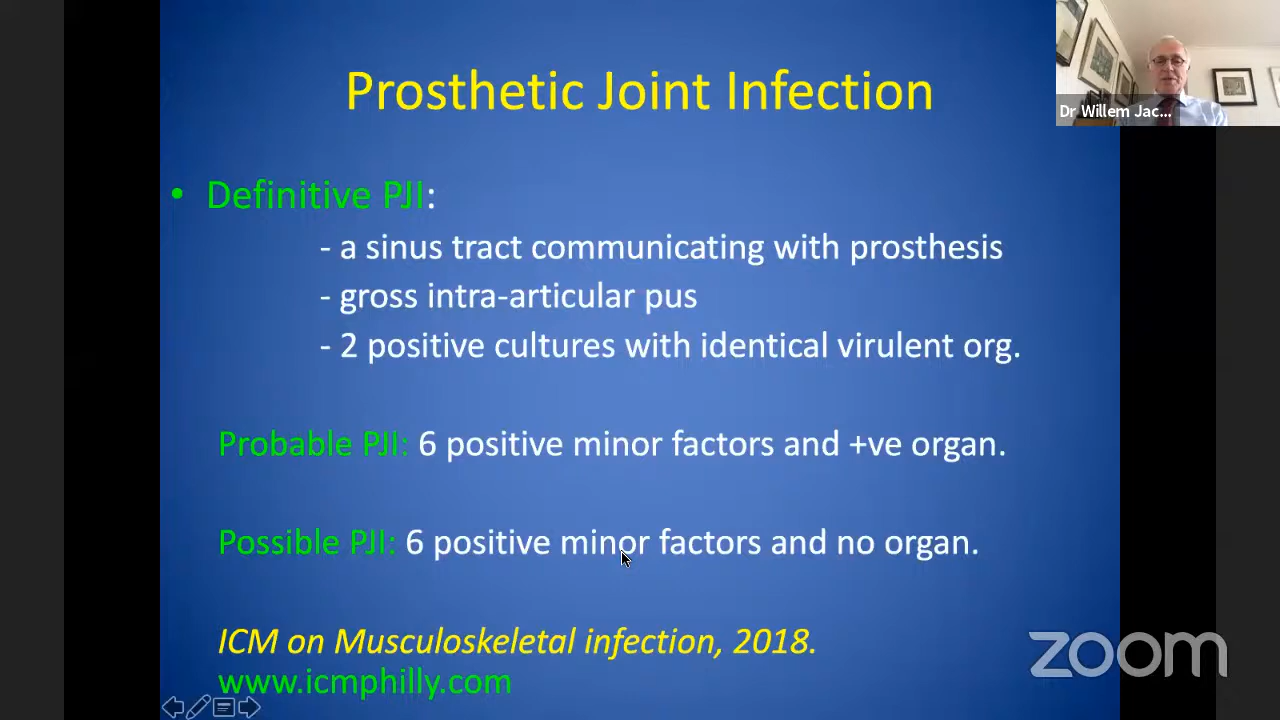 Prosthetic Joint Infection
Dr Willem Jac...
• Definitive PJI:
- a sinus tract communicating with prosthesis
- gross intra-articular pus
- 2 positive cultures with identical virulent org.
Probable PJI: 6 positive minor factors and +ve organ.
Possible PJI: 6 positive minor factors and no organ.
ICM on Musculoskeletal infection, 2018.
www.icmphilly.com
zoom